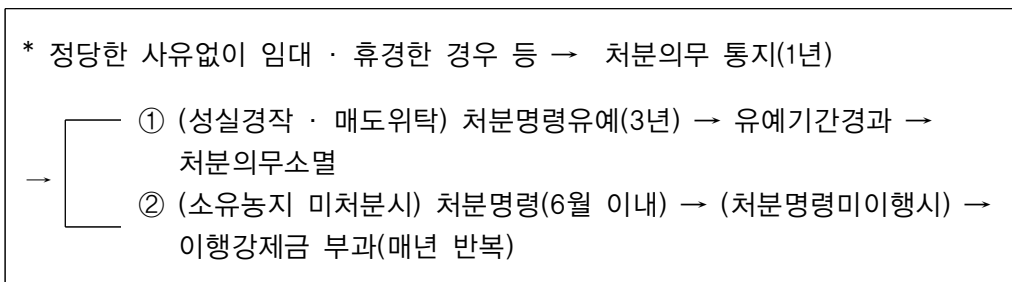 * 정당한 사유없이 임대 · 휴경한 경우 등 → 처분의무 통지(1년)
① (성실경작 · 매도위탁) 처분명령유예(3년) → 유예기간경과 →
처분의무소멸
→
② (소유농지 미처분시) 처분명령(6월 이내) → (처분명령미이행시) →
이행강제금 부과(매년 반복)